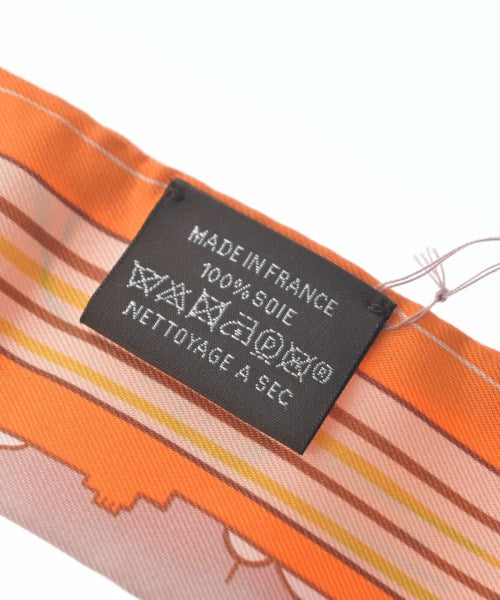 MADE IN FRANCE
100% SOIE
P ®
NETTOYAGE A SEC